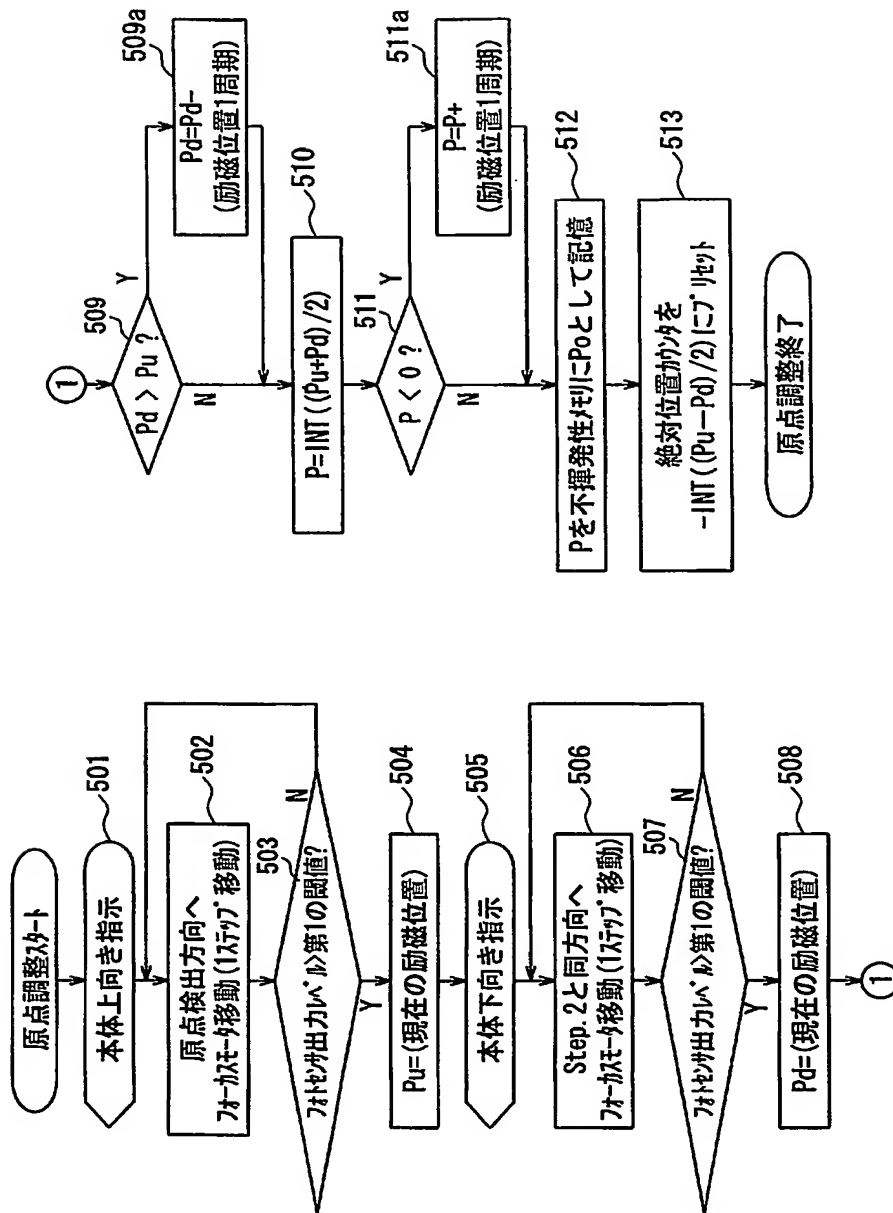 原点調整スタート
本体上向き指示
501
原点検出方向へ
フォーカスモータ移動(1ステップ移動)
502
フォトセンサ出力レベル>第1の閾値?
503
N
Y
Pu=(現在の励磁位置)
504
本体下向き指示
505
Step.2と同方向へ
フォーカスモータ移動(1ステップ移動)
506
フォトセンサ出力レベル>第1の閾値?
507
N
Y
Pd=(現在の励磁位置)
508
1
1
Pd > Pu ?
509
Y
N
Pd=Pd-
(励磁位置1周期)
509a
P=INT((Pu+Pd)/2)
510
P < 0 ?
511
Y
N
P=P+
(励磁位置1周期)
511a
Pを不揮発性メモリにPoとして記憶
512
絶対位置カウンタを
-INT((Pu-Pd)/2)にプリセット
513
原点調整終了